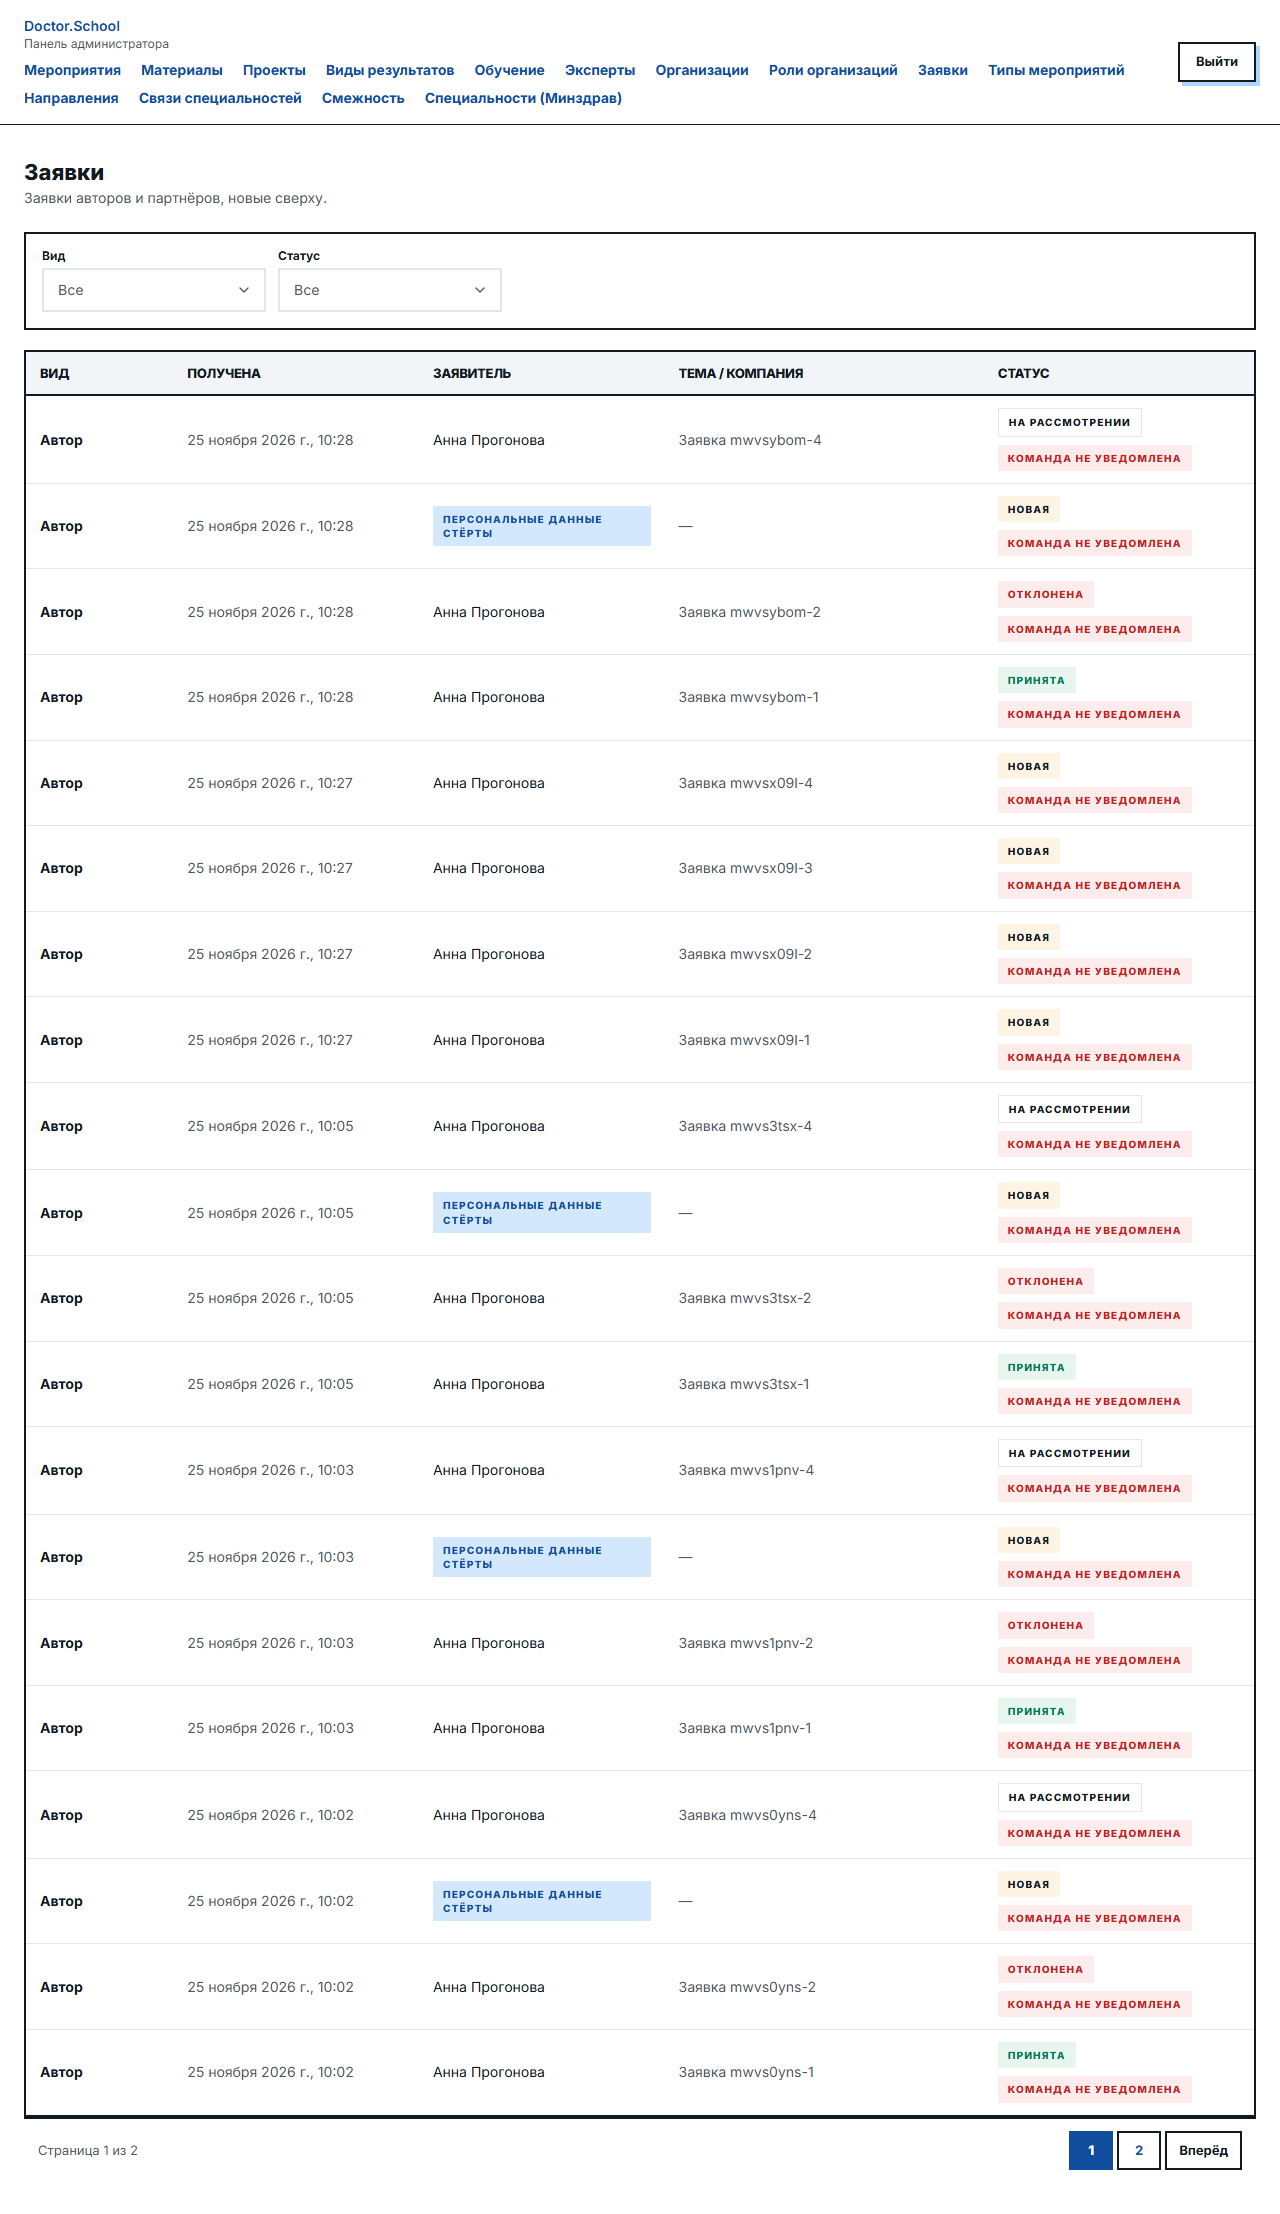 Doctor.School
Панель администратора
Мероприятия Материалы Проекты Виды результатов Обучение Эксперты Организации Роли организаций Заявки Типы мероприятий
Направления Связи специальностей Смежность Специальности (Минздрав)
Выйти
Заявки
Заявки авторов и партнёров, новые сверху.
Вид Статус
Все Все
ВИД ПОЛУЧЕНА ЗАЯВИТЕЛЬ ТЕМА / КОМПАНИЯ СТАТУС
Автор 25 ноября 2026 г., 10:28 Анна Прогонова Заявка mwvsybom-4 НА РАССМОТРЕНИИ
КОМАНДА НЕ УВЕДОМЛЕНА
Автор 25 ноября 2026 г., 10:28 ПЕРСОНАЛЬНЫЕ ДАННЫЕ СТЁРТЫ — НОВАЯ
КОМАНДА НЕ УВЕДОМЛЕНА
Автор 25 ноября 2026 г., 10:28 Анна Прогонова Заявка mwvsybom-2 ОТКЛОНЕНА
КОМАНДА НЕ УВЕДОМЛЕНА
Автор 25 ноября 2026 г., 10:28 Анна Прогонова Заявка mwvsybom-1 ПРИНЯТА
КОМАНДА НЕ УВЕДОМЛЕНА
Автор 25 ноября 2026 г., 10:27 Анна Прогонова Заявка mwvsx09l-4 НОВАЯ
КОМАНДА НЕ УВЕДОМЛЕНА
Автор 25 ноября 2026 г., 10:27 Анна Прогонова Заявка mwvsx09l-3 НОВАЯ
КОМАНДА НЕ УВЕДОМЛЕНА
Автор 25 ноября 2026 г., 10:27 Анна Прогонова Заявка mwvsx09l-2 НОВАЯ
КОМАНДА НЕ УВЕДОМЛЕНА
Автор 25 ноября 2026 г., 10:27 Анна Прогонова Заявка mwvsx09l-1 НОВАЯ
КОМАНДА НЕ УВЕДОМЛЕНА
Автор 25 ноября 2026 г., 10:05 Анна Прогонова Заявка mwvs3tsx-4 НА РАССМОТРЕНИИ
КОМАНДА НЕ УВЕДОМЛЕНА
Автор 25 ноября 2026 г., 10:05 ПЕРСОНАЛЬНЫЕ ДАННЫЕ СТЁРТЫ — НОВАЯ
КОМАНДА НЕ УВЕДОМЛЕНА
Автор 25 ноября 2026 г., 10:05 Анна Прогонова Заявка mwvs3tsx-2 ОТКЛОНЕНА
КОМАНДА НЕ УВЕДОМЛЕНА
Автор 25 ноября 2026 г., 10:05 Анна Прогонова Заявка mwvs3tsx-1 ПРИНЯТА
КОМАНДА НЕ УВЕДОМЛЕНА
Автор 25 ноября 2026 г., 10:03 Анна Прогонова Заявка mwvs1pnv-4 НА РАССМОТРЕНИИ
КОМАНДА НЕ УВЕДОМЛЕНА
Автор 25 ноября 2026 г., 10:03 ПЕРСОНАЛЬНЫЕ ДАННЫЕ СТЁРТЫ — НОВАЯ
КОМАНДА НЕ УВЕДОМЛЕНА
Автор 25 ноября 2026 г., 10:03 Анна Прогонова Заявка mwvs1pnv-2 ОТКЛОНЕНА
КОМАНДА НЕ УВЕДОМЛЕНА
Автор 25 ноября 2026 г., 10:03 Анна Прогонова Заявка mwvs1pnv-1 ПРИНЯТА
КОМАНДА НЕ УВЕДОМЛЕНА
Автор 25 ноября 2026 г., 10:02 Анна Прогонова Заявка mwvs0yns-4 НА РАССМОТРЕНИИ
КОМАНДА НЕ УВЕДОМЛЕНА
Автор 25 ноября 2026 г., 10:02 ПЕРСОНАЛЬНЫЕ ДАННЫЕ СТЁРТЫ — НОВАЯ
КОМАНДА НЕ УВЕДОМЛЕНА
Автор 25 ноября 2026 г., 10:02 Анна Прогонова Заявка mwvs0yns-2 ОТКЛОНЕНА
КОМАНДА НЕ УВЕДОМЛЕНА
Автор 25 ноября 2026 г., 10:02 Анна Прогонова Заявка mwvs0yns-1 ПРИНЯТА
КОМАНДА НЕ УВЕДОМЛЕНА
Страница 1 из 2 1 2 Вперёд